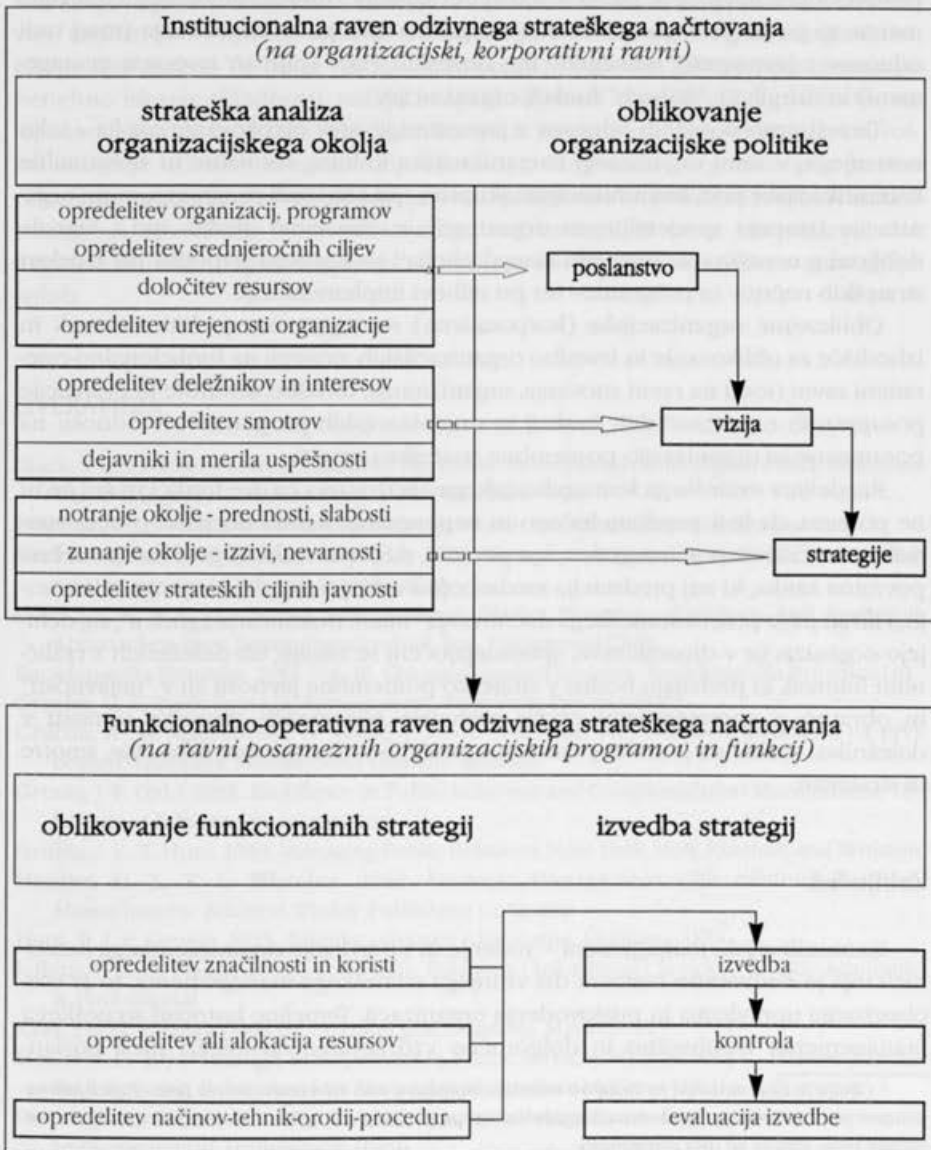 Institucionalna raven odzivnega strateškega načrtovanja
(na organizacijski, korporativni ravni)
strateška analiza
organizacijskega okolja
oblikovanje
organizacijske politike
opredelitev organizacij, programov
opredelitev srednjeročnih ciljev
določitev resursov
opredelitev urejenosti organizacije
poslanstvo
opredelitev deležnikov in interesov
opredelitev smotrov
dejavniki in merila uspešnosti
vizija
notranje okolje - prednosti, slabosti
zunanje okolje - izzivi, nevarnosti
opredelitev strateških ciljnih javnosti
strategije
Funkcionalno-operativna raven odzivnega strateškega načrtovanja
(na ravni posameznih organizacijskih programov in funkcij)
oblikovanje funkcionalnih strategij
izvedba strategij
opredelitev značilnosti in koristi
opredelitev ali alokacija resursov
opredelitev načinov-tehnik-orodij-procedur
izvedba
kontrola
evaluacija izvedbe